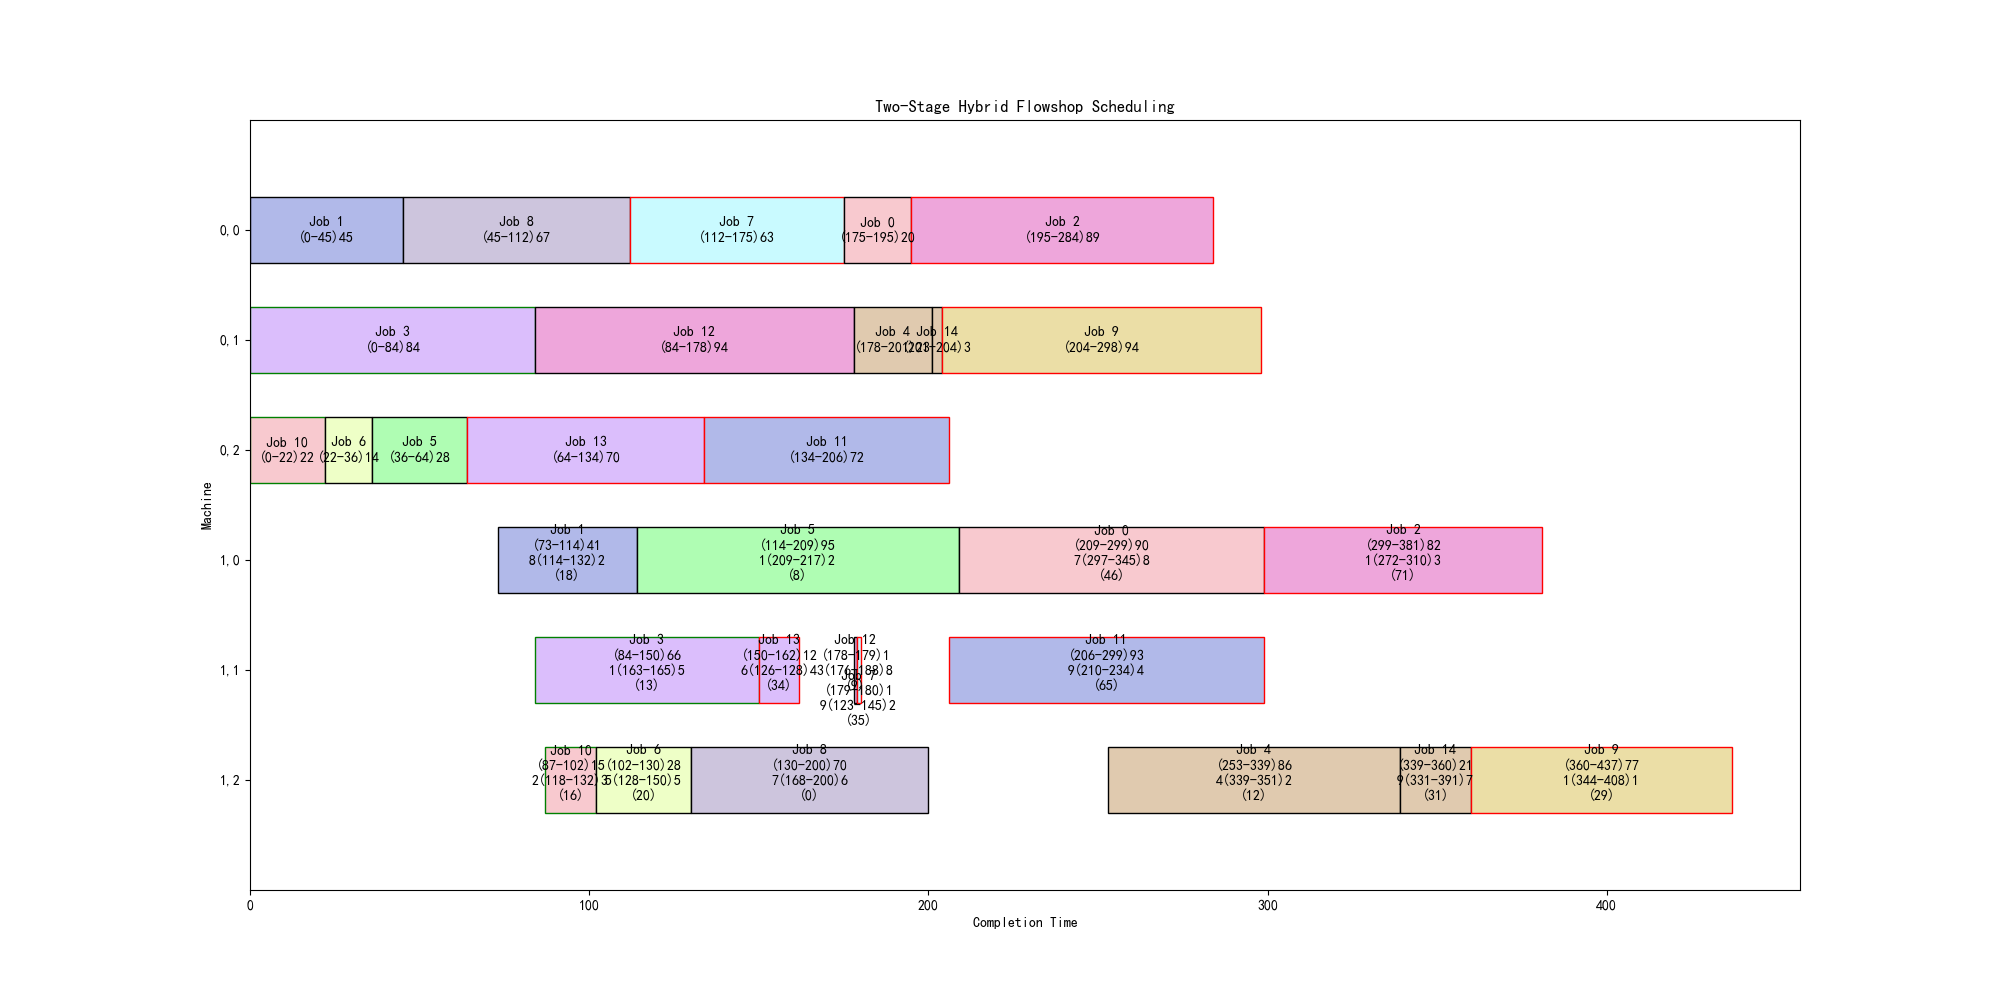 Two-Stage Hybrid Flowshop Scheduling
0,0
Job 1
(0-45)45
Job 8
(45-112)67
Job 7
(112-175)63
Job 0
(175-195)20
Job 2
(195-284)89
0,1
Job 3
(0-84)84
Job 12
(84-178)94
Job 4
(178-201)23
Job 14
(201-204)3
Job 9
(204-298)94
0,2
Job 10
(0-22)22
Job 6
(22-36)14
Job 5
(36-64)28
Job 13
(64-134)70
Job 11
(134-206)72
Machine
1,0
Job 1
(73-114)41
8(114-132)2
(18)
Job 5
(114-209)95
1(209-217)2
(8)
Job 0
(209-299)90
7(297-345)8
(46)
Job 2
(299-381)82
1(272-310)3
(71)
1,1
Job 3
(84-150)66
1(163-165)5
(13)
Job 13
(150-162)12
6(126-128)4
(34)
Job 12
(178-179)1
3(176-188)8
(9)
Job 7
(179-180)1
9(123-145)2
(35)
Job 11
(206-299)93
9(210-234)4
(65)
1,2
Job 10
(87-102)15
2(118-132)3
(16)
Job 6
(102-130)28
5(128-150)5
(20)
Job 8
(130-200)70
7(168-200)6
(0)
Job 4
(253-339)86
4(339-351)2
(12)
Job 14
(339-360)21
9(331-391)7
(31)
Job 9
(360-437)77
1(344-408)1
(29)
0
100
200
300
400
Completion Time